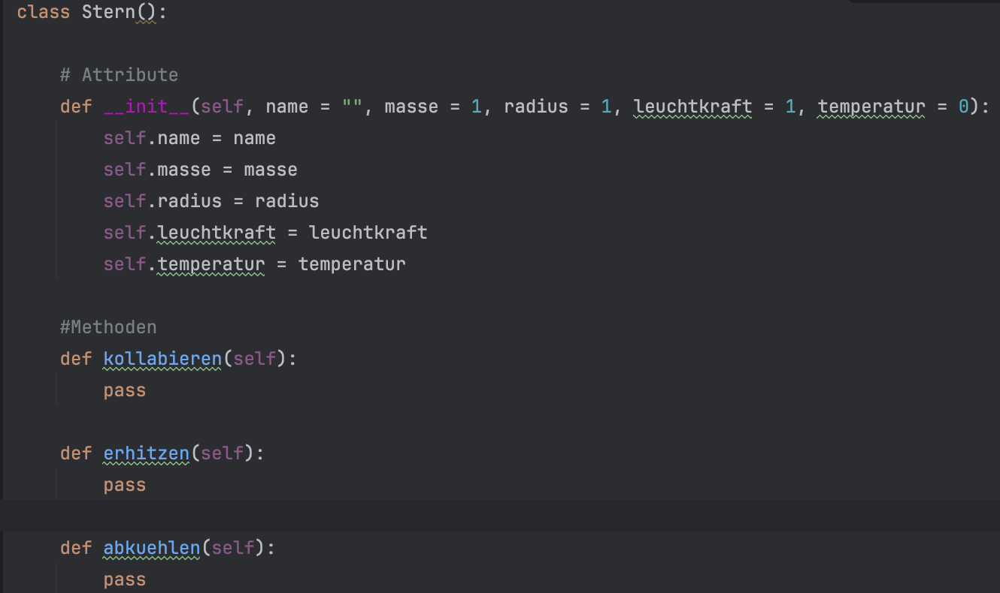 class Stern():
# Attribute
def __init__(self, name = "", masse = 1, radius = 1, leuchtkraft = 1, temperatur = 0):
self.name = name
self.masse = masse
self.radius = radius
self.leuchtkraft = leuchtkraft
self.temperatur = temperatur
#Methoden
def kollabieren(self):
pass
def erhitzen(self):
pass
def abkuehlen(self):
pass